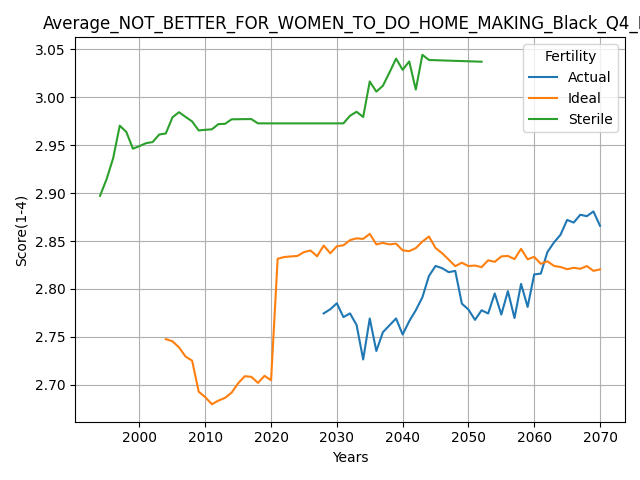 Average_NOT_BETTER_FOR_WOMEN_TO_DO_HOME_MAKING_Black_Q4_
Fertility
Actual
Ideal
Sterile
3.05
3.00
2.95
2.90
2.85
2.80
2.75
2.70
Score(1-4)
2000 2010 2020 2030 2040 2050 2060 2070
Years